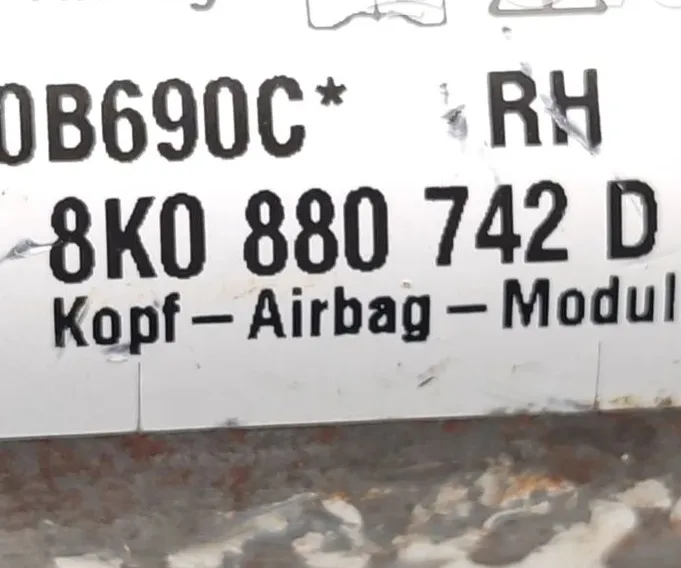 0B690C* RH
8K0 880 742 D
Kopf-Airbag-Modul